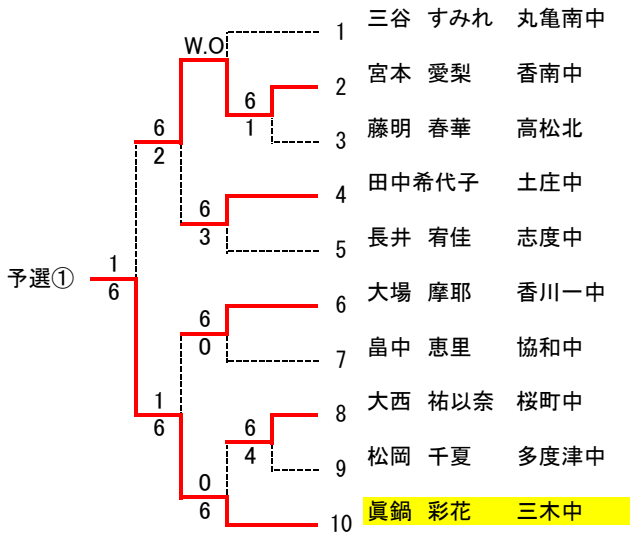 W.O
1 三谷 すみれ 丸亀南中
2 宮本 愛梨 香南中
6
1
3 藤明 春華 高松北
6
2
4 田中希代子 土庄中
6
3
5 長井 宥佳 志度中
予選①
1
6
6 大場 摩耶 香川一中
6
0
7 畠中 恵里 協和中
1
6
8 大西 祐以奈 桜町中
6
4
9 松岡 千夏 多度津中
0
6
10 眞鍋 彩花 三木中